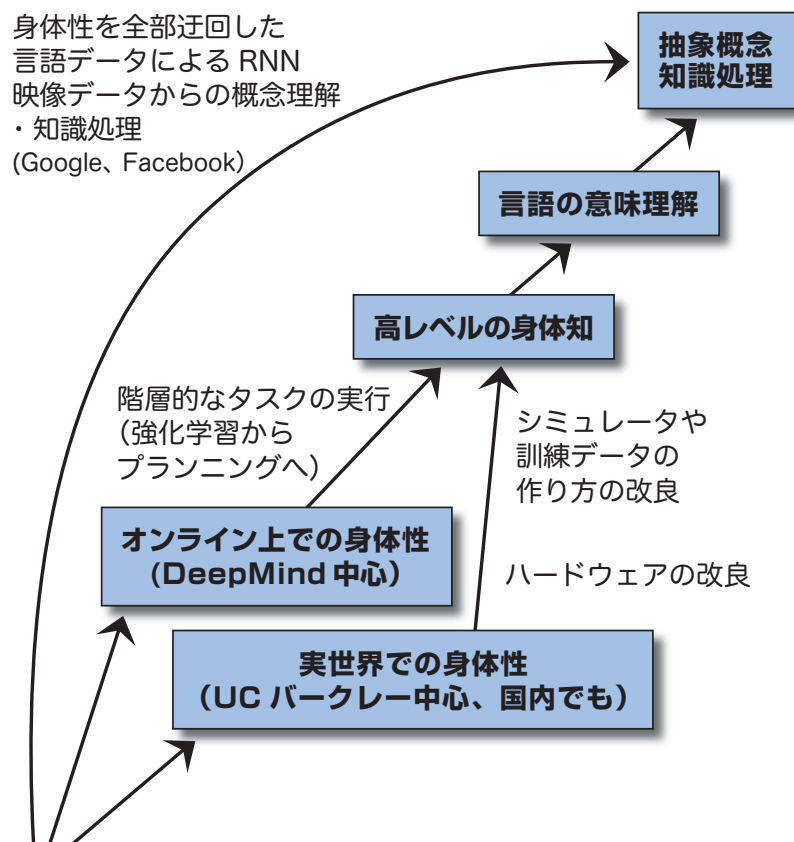 身体性を全部迂回した
言語データによる RNN
映像データからの概念理解
・知識処理
(Google、Facebook）
抽象概念
知識処理
言語の意味理解
高レベルの身体知
階層的なタスクの実行
（強化学習から
プランニングへ）
シミュレータや
訓練データの
作り方の改良
オンライン上での身体性
(DeepMind 中心）
ハードウェアの改良
実世界での身体性
（UC バークレー中心、国内でも）